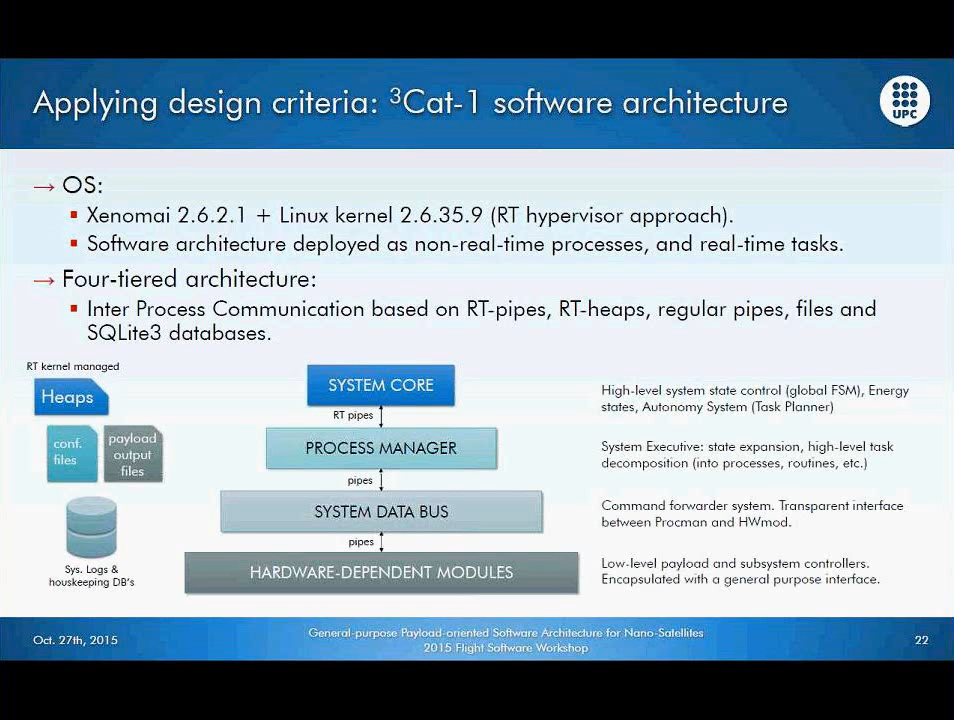 Applying design criteria: ³Cat-1 software architecture
UPC
→ OS:
▪ Xenomai 2.6.2.1 + Linux kernel 2.6.35.9 (RT hypervisor approach).
▪ Software architecture deployed as non-real-time processes, and real-time tasks.
→ Four-tiered architecture:
▪ Inter Process Communication based on RT-pipes, RT-heaps, regular pipes, files and
SQLite3 databases.
RT kernel managed
Heaps
conf.
files
payload
output
files
Sys. Logs &
houskeeping DB's
SYSTEM CORE
RT pipes
PROCESS MANAGER
pipes
SYSTEM DATA BUS
pipes
HARDWARE-DEPENDENT MODULES
High-level system state control (global FSM), Energy
states, Autonomy System (Task Planner)
System Executive: state expansion, high-level task
decomposition (into processes, routines, etc.)
Command forwarder system. Transparent interface
between Procman and HWmod.
Low-level payload and subsystem controllers.
Encapsulated with a general purpose interface.
Oct. 27th, 2015
General-purpose Payload-oriented Software Architecture for Nano-Satellites
2015 Flight Software Workshop
22